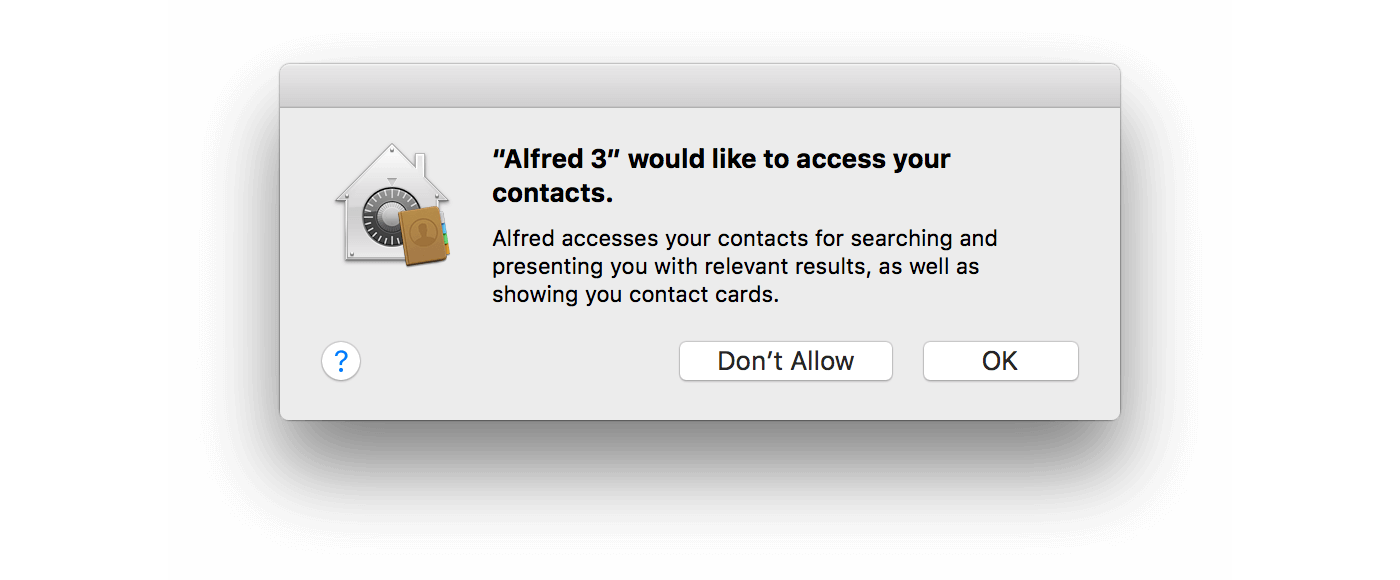 “Alfred 3” would like to access your
contacts.
Alfred accesses your contacts for searching and
presenting you with relevant results, as well as
showing you contact cards.
?
Don’t Allow
OK